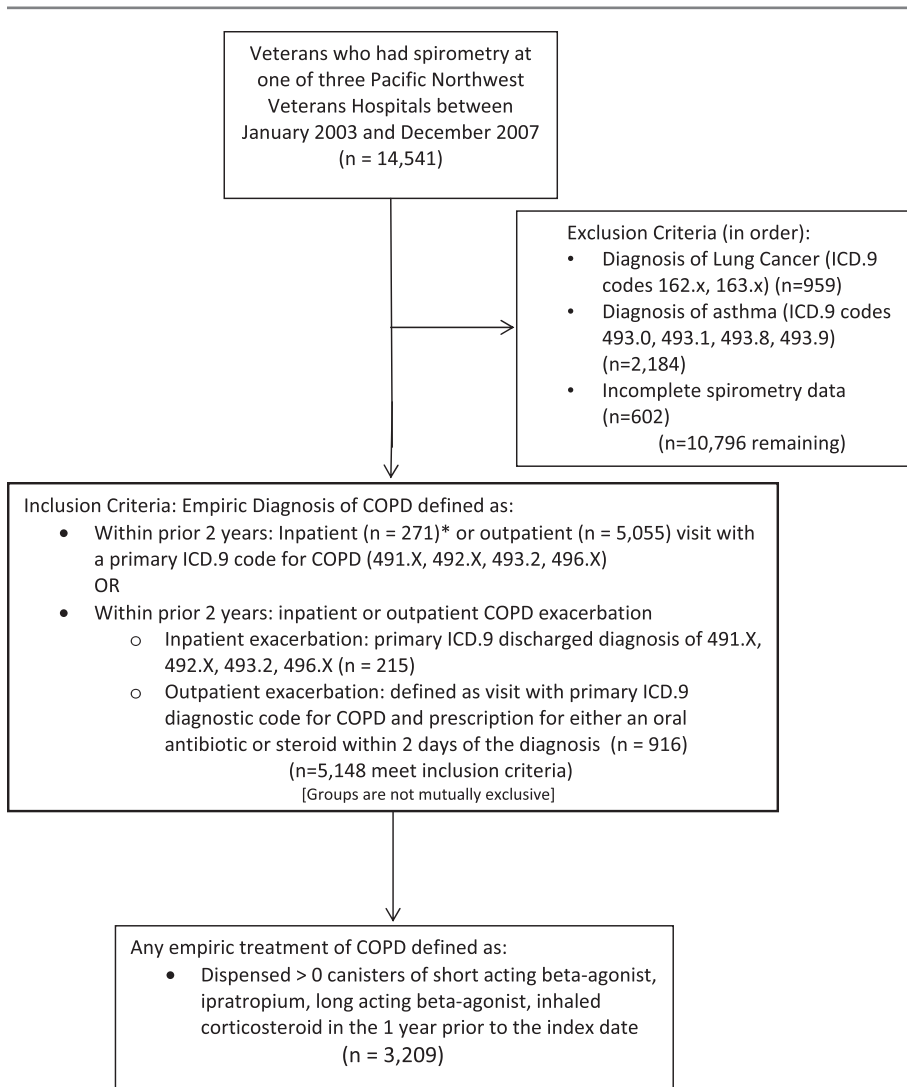 Veterans who had spirometry at
one of three Pacific Northwest
Veterans Hospitals between
January 2003 and December 2007
(n = 14,541)
Exclusion Criteria (in order):
• Diagnosis of Lung Cancer (ICD.9
codes 162.x, 163.x) (n=959)
• Diagnosis of asthma (ICD.9 codes
493.0, 493.1, 493.8, 493.9)
(n=2,184)
• Incomplete spirometry data
(n=602)
(n=10,796 remaining)
Inclusion Criteria: Empiric Diagnosis of COPD defined as:
• Within prior 2 years: Inpatient (n = 271)* or outpatient (n = 5,055) visit with
a primary ICD.9 code for COPD (491.X, 492.X, 493.2, 496.X)
OR
• Within prior 2 years: inpatient or outpatient COPD exacerbation
o Inpatient exacerbation: primary ICD.9 discharged diagnosis of 491.X,
492.X, 493.2, 496.X (n = 215)
o Outpatient exacerbation: defined as visit with primary ICD.9
diagnostic code for COPD and prescription for either an oral
antibiotic or steroid within 2 days of the diagnosis (n = 916)
(n=5,148 meet inclusion criteria)
[Groups are not mutually exclusive]
Any empiric treatment of COPD defined as:
• Dispensed > 0 canisters of short acting beta-agonist,
ipratropium, long acting beta-agonist, inhaled
corticosteroid in the 1 year prior to the index date
(n = 3,209)